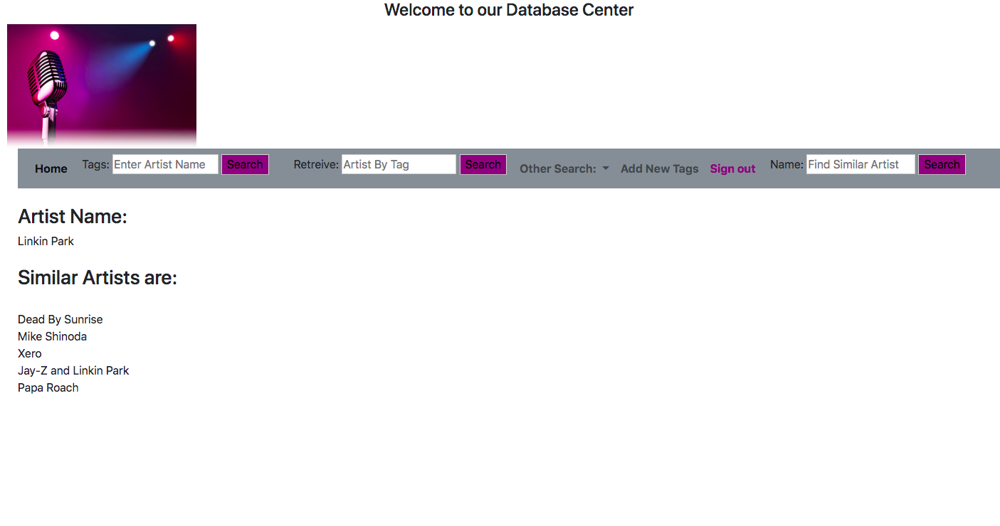 Welcome to our Database Center
Home Tags: Enter Artist Name Search Retreive: Artist By Tag Search Other Search: Add New Tags Sign out Name: Find Similar Artist Search
Artist Name:
Linkin Park
Similar Artists are:
Dead By Sunrise
Mike Shinoda
Xero
Jay-Z and Linkin Park
Papa Roach